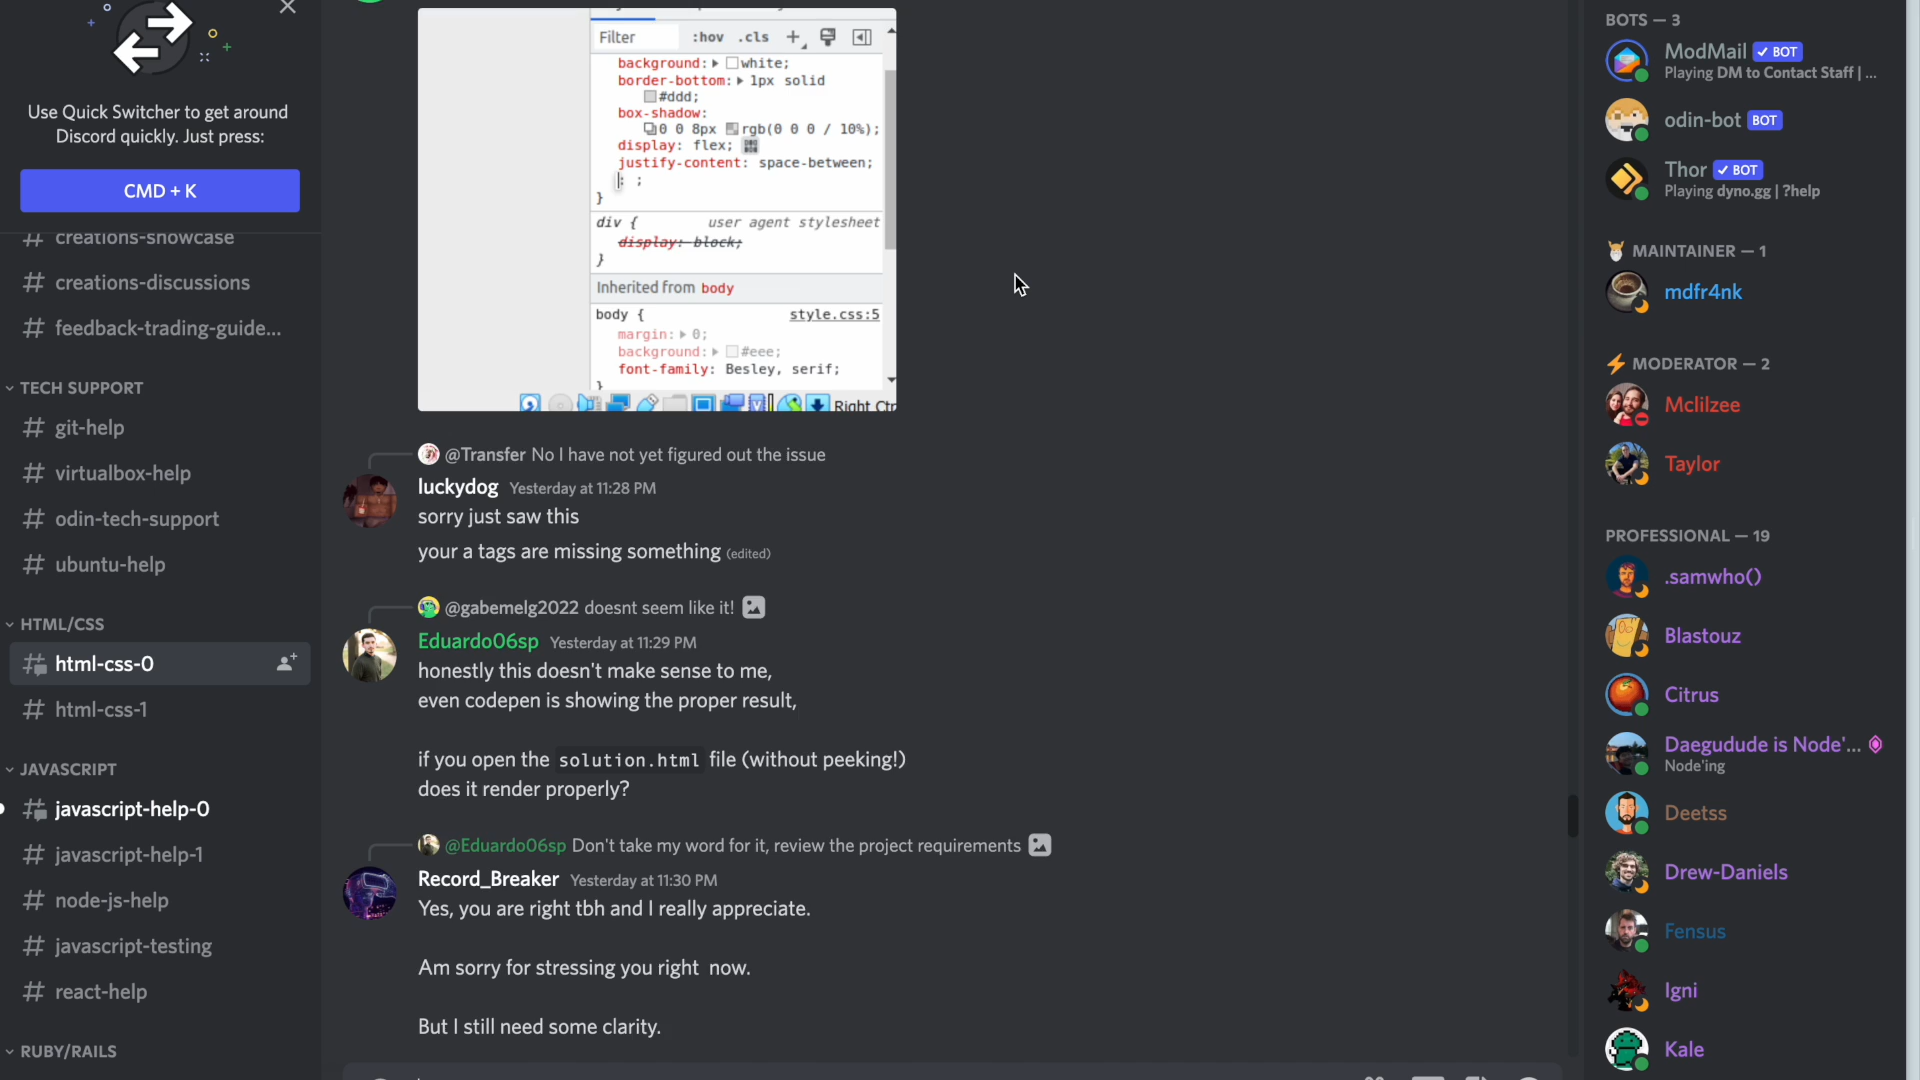 Use Quick Switcher to get around
Discord quickly. Just press:
CMD + K
# creations-showcase
# creations-discussions
# feedback-trading-guide...
TECH SUPPORT
# git-help
# virtualbox-help
# odin-tech-support
# ubuntu-help
HTML/CSS
html-css-0
# html-css-1
JAVASCRIPT
javascript-help-0
# javascript-help-1
# node-js-help
# javascript-testing
# react-help
RUBY/RAILS
Filter :hov .cls +
background: white;
border-bottom: 1px solid
#ddd;
box-shadow:
0 0 8px rgb(0 0 0 / 10%);
display: flex;
justify-content: space-between;
: ;
}
div { user agent stylesheet
display: block;
}
Inherited from body
body { style.css:5
margin: 0;
background: #eee;
font-family: Besley, serif;
}
Right Ctr
@Transfer No I have not yet figured out the issue
luckydog Yesterday at 11:28 PM
sorry just saw this
your a tags are missing something (edited)
@gabemelg2022 doesnt seem like it!
Eduardo06sp Yesterday at 11:29 PM
honestly this doesn't make sense to me,
even codepen is showing the proper result,
if you open the solution.html file (without peeking!)
does it render properly?
@Eduardo06sp Don't take my word for it, review the project requirements
Record_Breaker Yesterday at 11:30 PM
Yes, you are right tbh and I really appreciate.
Am sorry for stressing you right now.
But I still need some clarity.
BOTS — 3
ModMail ✓ BOT
Playing DM to Contact Staff | ...
odin-bot BOT
Thor ✓ BOT
Playing dyno.gg | ?help
MAINTAINER — 1
mdfr4nk
MODERATOR — 2
Mclilzee
Taylor
PROFESSIONAL — 19
.samwho()
Blastouz
Citrus
Daegudude is Node'...
Node'ing
Deetss
Drew-Daniels
Fensus
Igni
Kale